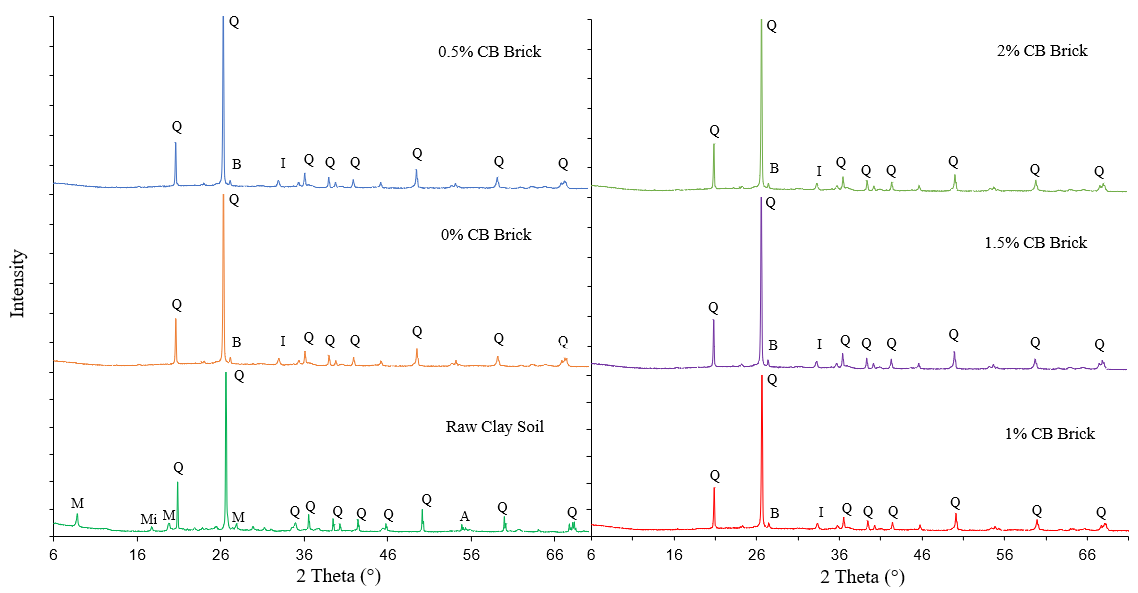 Q
0.5% CB Brick
Q
B
I
Q
Q
Q
Q
Q
Q
Q
0% CB Brick
Q
B
I
Q
Q
Q
Q
Q
Q
Intensity
Q
Raw Clay Soil
Q
M
Mi
M
M
Q
Q
Q
Q
Q
Q
A
Q
Q
6
16
26
36
46
56
66
2 Theta (°)
Q
2% CB Brick
Q
B
I
Q
Q
Q
Q
Q
Q
Q
1.5% CB Brick
Q
B
I
Q
Q
Q
Q
Q
Q
Q
1% CB Brick
Q
B
I
Q
Q
Q
Q
Q
Q
6
16
26
36
46
56
66
2 Theta (°)